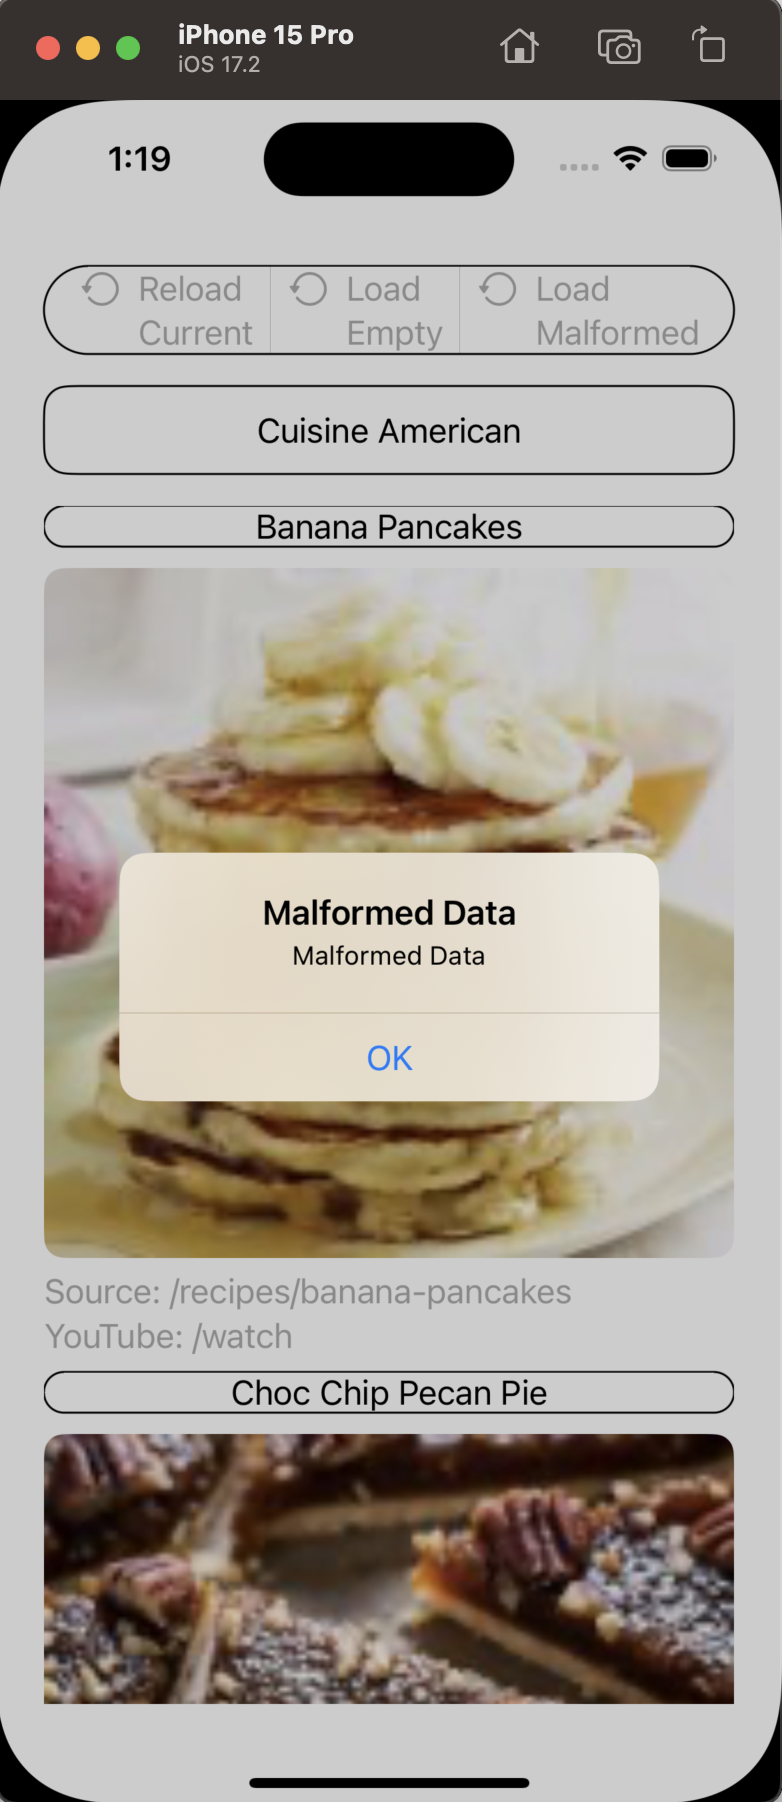 iPhone 15 Pro
iOS 17.2
1:19
Reload
Current
Load
Empty
Load
Malformed
Cuisine American
Banana Pancakes
Malformed Data
Malformed Data
OK
Source: /recipes/banana-pancakes
YouTube: /watch
Choc Chip Pecan Pie